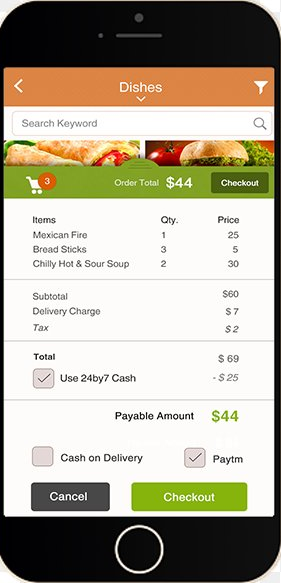 Dishes
Search Keyword
3 Order Total $44 Checkout
Items Qty. Price
Mexican Fire 1 25
Bread Sticks 3 5
Chilly Hot & Sour Soup 2 30
Subtotal $60
Delivery Charge $ 7
Tax $ 2
Total $ 69
Use 24by7 Cash - $ 25
Payable Amount $44
Cash on Delivery Paytm
Cancel Checkout